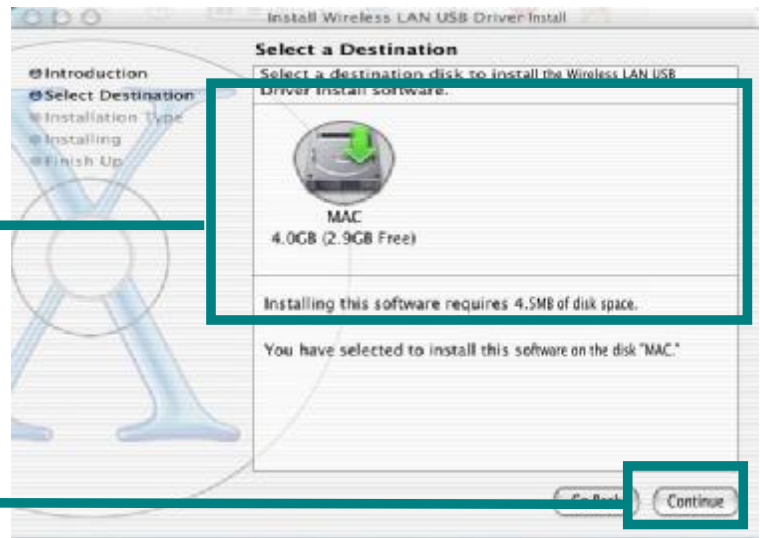 Install Wireless LAN USB Driver Install
Select a Destination
Introduction
Select Destination
Installation Type
Installing
Finish Up
Select a destination disk to install the Wireless LAN USB
Driver Install software.
MAC
4.0GB (2.9GB Free)
Installing this software requires 4.5MB of disk space.
You have selected to install this software on the disk "MAC."
Go Back
Continue